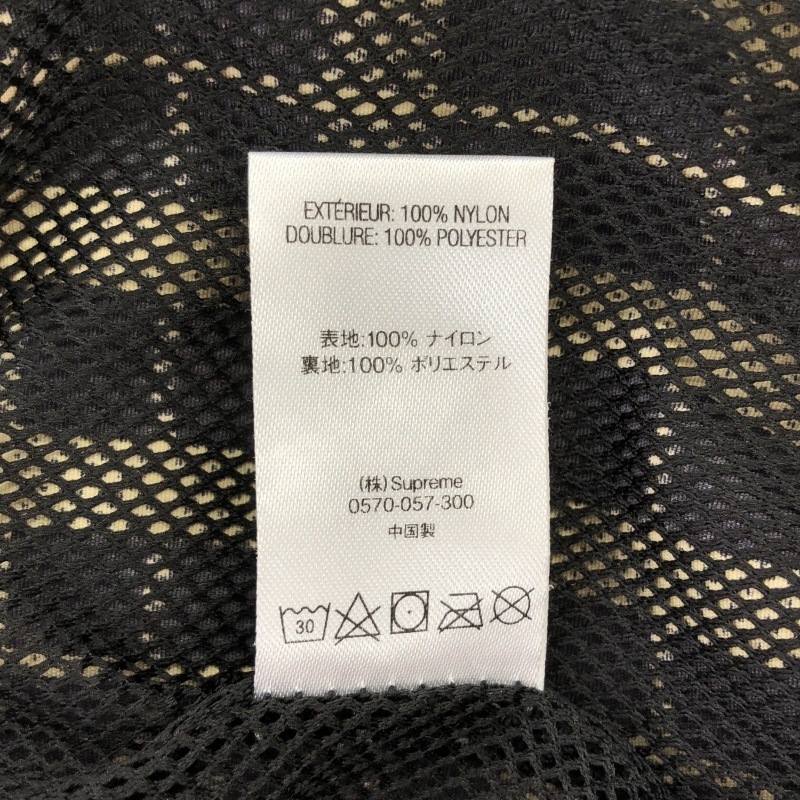 EXTÉRIEUR: 100% NYLON
DOUBLURE: 100% POLYESTER
表地:100% ナイロン
裏地:100% ポリエステル
(株) Supreme
0570-057-300
中国製
30